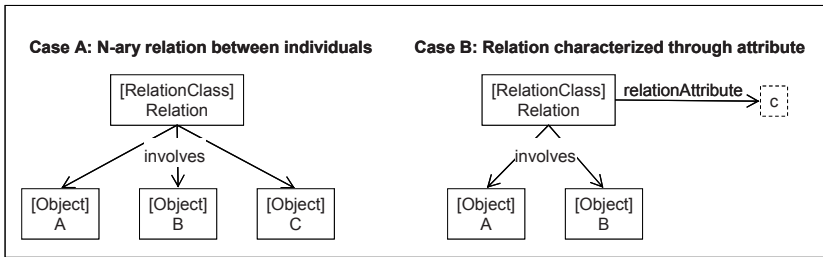 Case A: N-ary relation between individuals
[RelationClass]
Relation
involves
[Object]
A
[Object]
B
[Object]
C
Case B: Relation characterized through attribute
[RelationClass]
Relation
relationAttribute
c
involves
[Object]
A
[Object]
B